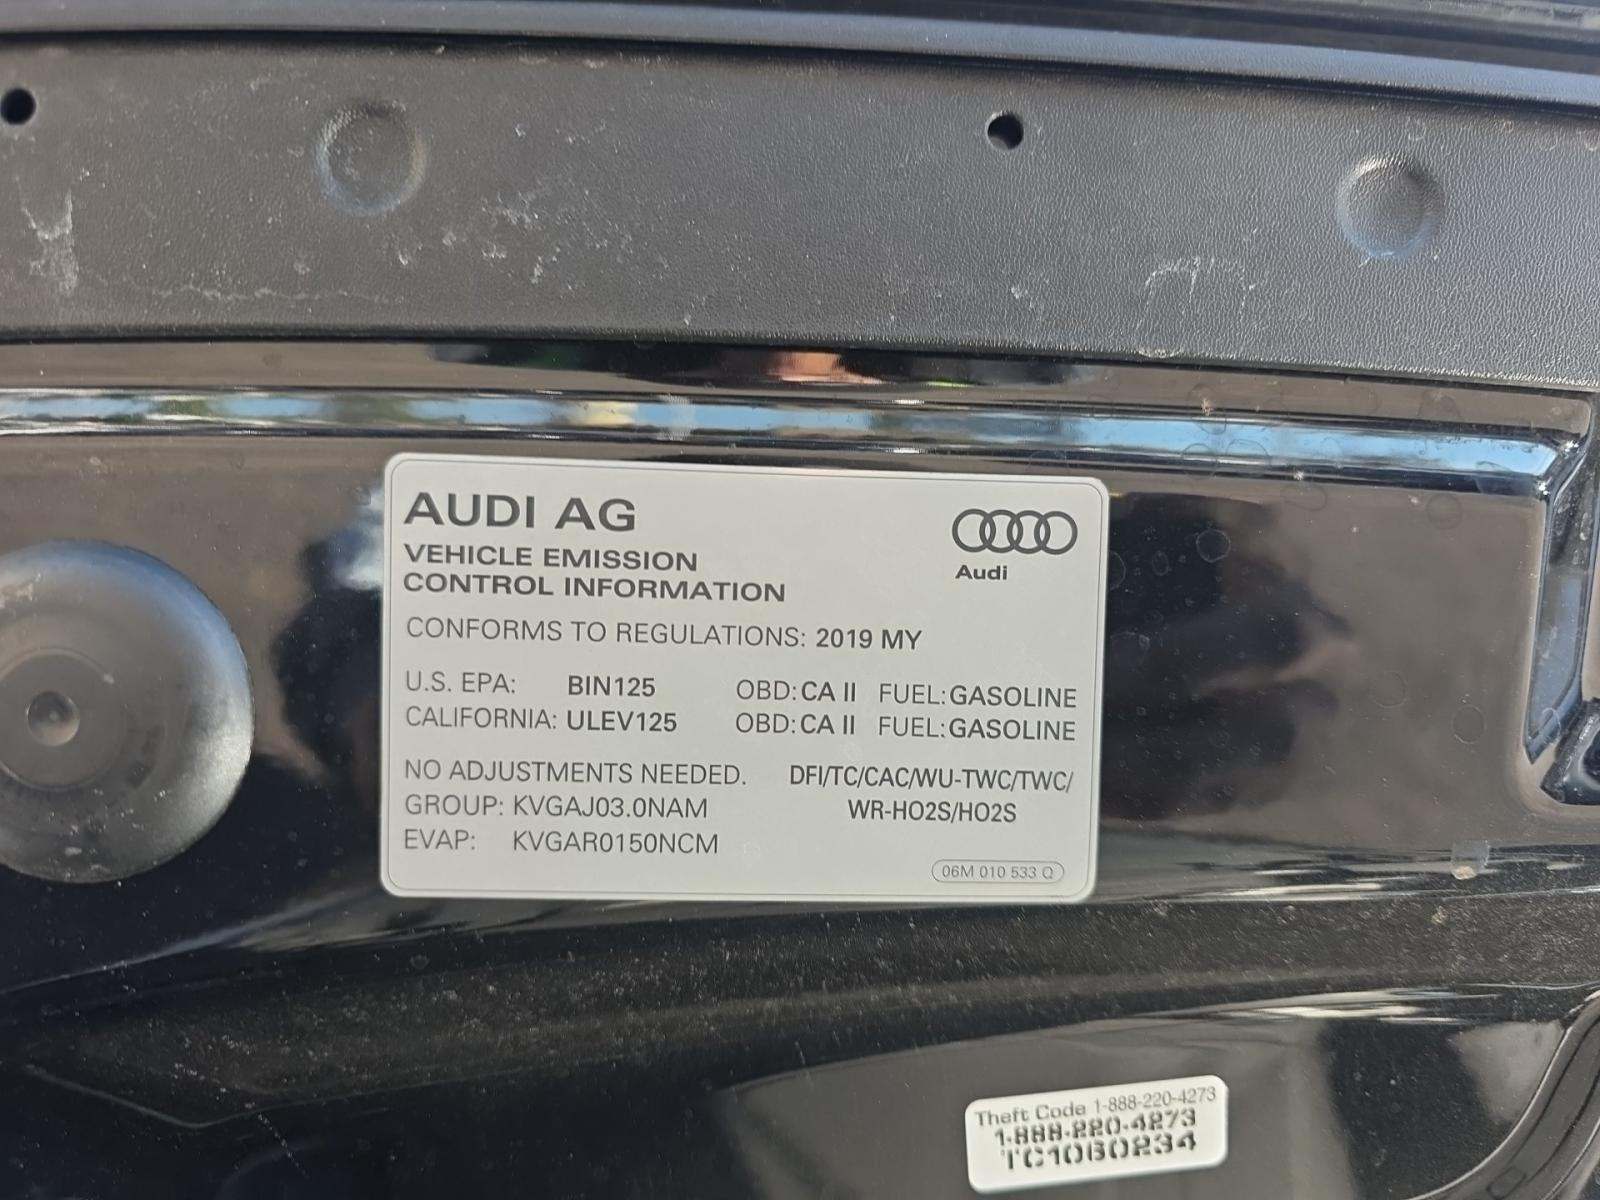 AUDI AG
Audi
VEHICLE EMISSION
CONTROL INFORMATION
CONFORMS TO REGULATIONS: 2019 MY
U.S. EPA: BIN125 OBD: CA II FUEL: GASOLINE
CALIFORNIA: ULEV125 OBD: CA II FUEL: GASOLINE
NO ADJUSTMENTS NEEDED. DFI/TC/CAC/WU-TWC/TWC/
GROUP: KVGAJ03.0NAM WR-HO2S/HO2S
EVAP: KVGAR0150NCM
06M 010 533 Q
Theft Code 1-888-220-4273
1-888-220-4273
TC1060234